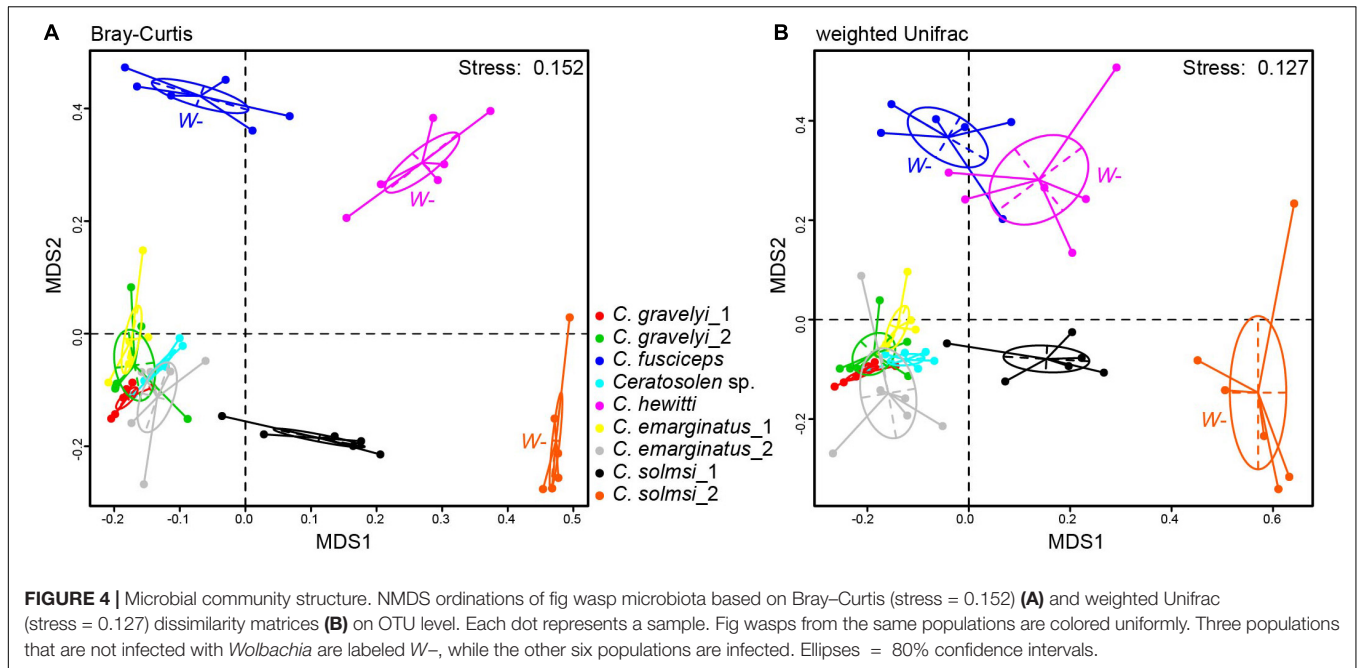 A Bray-Curtis
Stress: 0.152
W-
W-
W-
MDS2
0.4
0.2
0.0
-0.2
-0.2 -0.1 0.0 0.1 0.2 0.3 0.4 0.5
MDS1
C. gravelyi_1
C. gravelyi_2
C. fusciceps
Ceratosolen sp.
C. hewitti
C. emarginatus_1
C. emarginatus_2
C. solmsi_1
C. solmsi_2
B weighted Unifrac
Stress: 0.127
W-
W-
W-
MDS2
0.4
0.2
0.0
-0.2
-0.2 0.0 0.2 0.4 0.6
MDS1
FIGURE 4 | Microbial community structure. NMDS ordinations of fig wasp microbiota based on Bray–Curtis (stress = 0.152) (A) and weighted Unifrac
(stress = 0.127) dissimilarity matrices (B) on OTU level. Each dot represents a sample. Fig wasps from the same populations are colored uniformly. Three populations
that are not infected with Wolbachia are labeled W–, while the other six populations are infected. Ellipses = 80% confidence intervals.